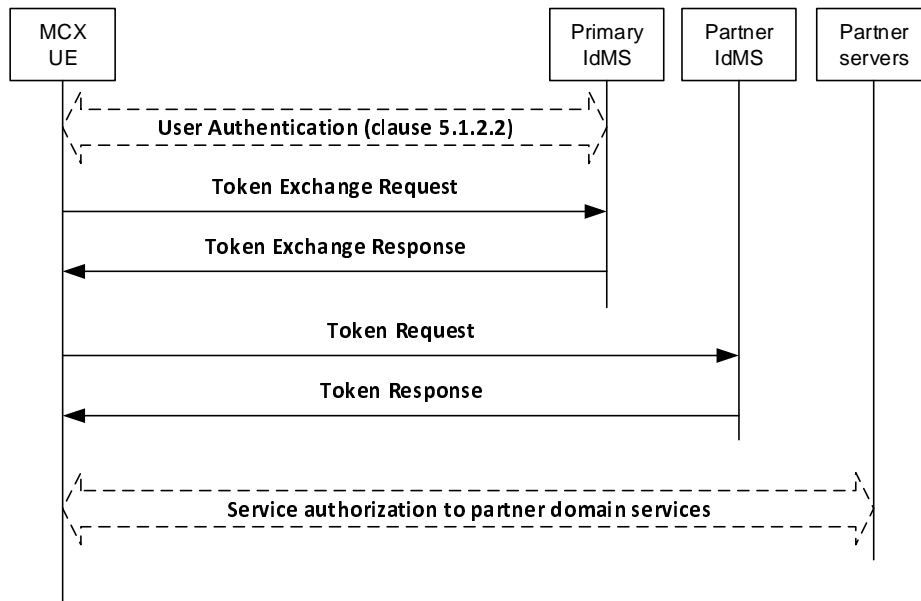 MCX
UE
Primary
IdMS
Partner
IdMS
Partner
servers
User Authentication (clause 5.1.2.2)
Token Exchange Request
Token Exchange Response
Token Request
Token Response
Service authorization to partner domain services